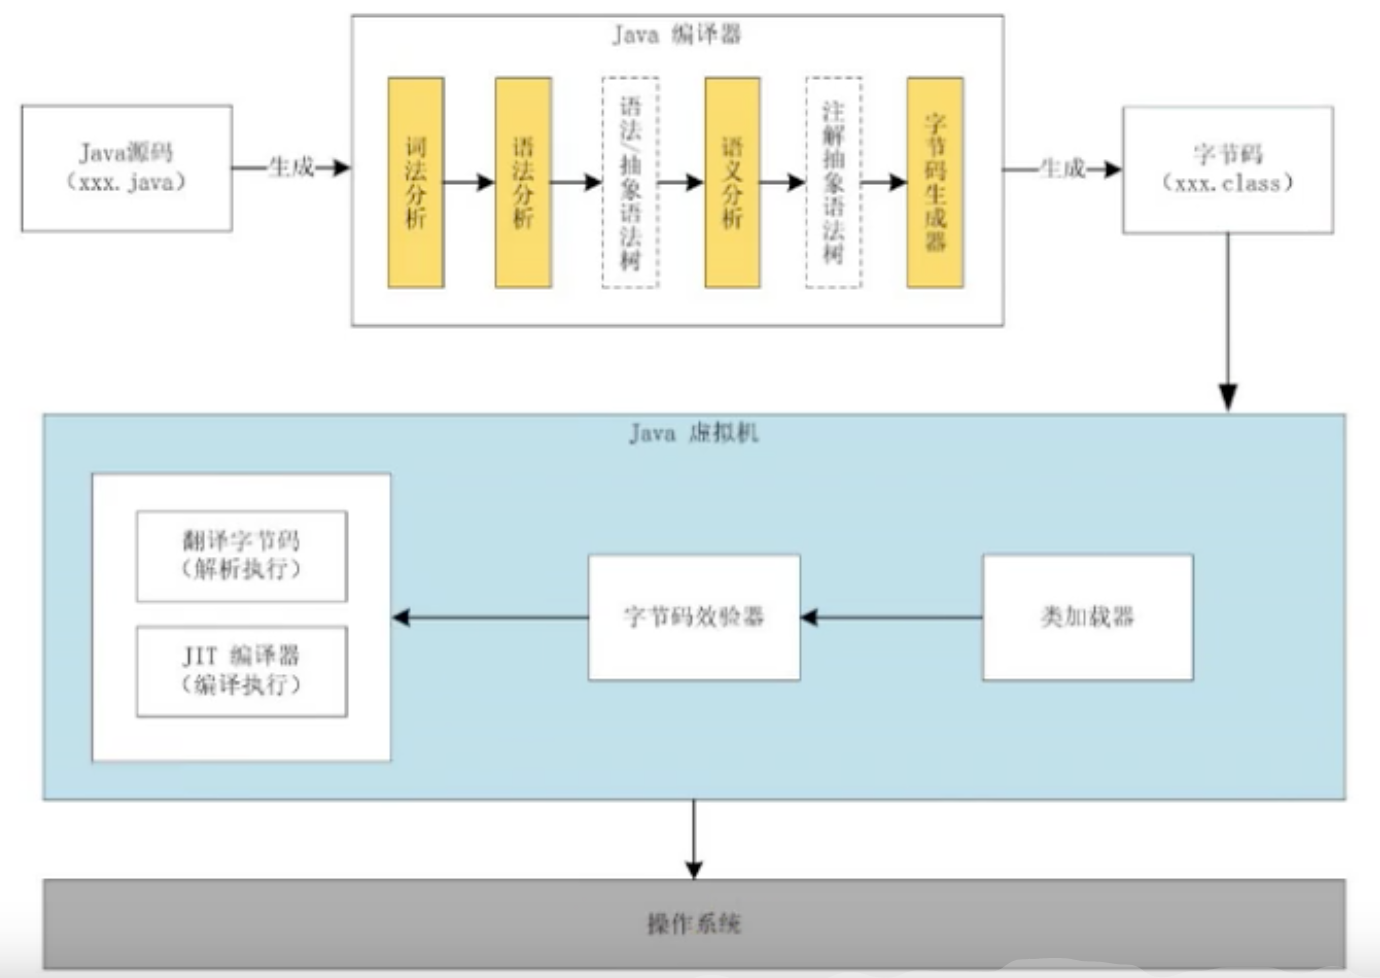 Java 编译器
Java源码
（xxx.java）
生成
词法分析
语法分析
语法/抽象语法树
语义分析
注解抽象语法树
字节码生成器
生成
字节码
（xxx.class）
Java 虚拟机
翻译字节码
（解析执行）
JIT 编译器
（编译执行）
字节码效验器
类加载器
操作系统